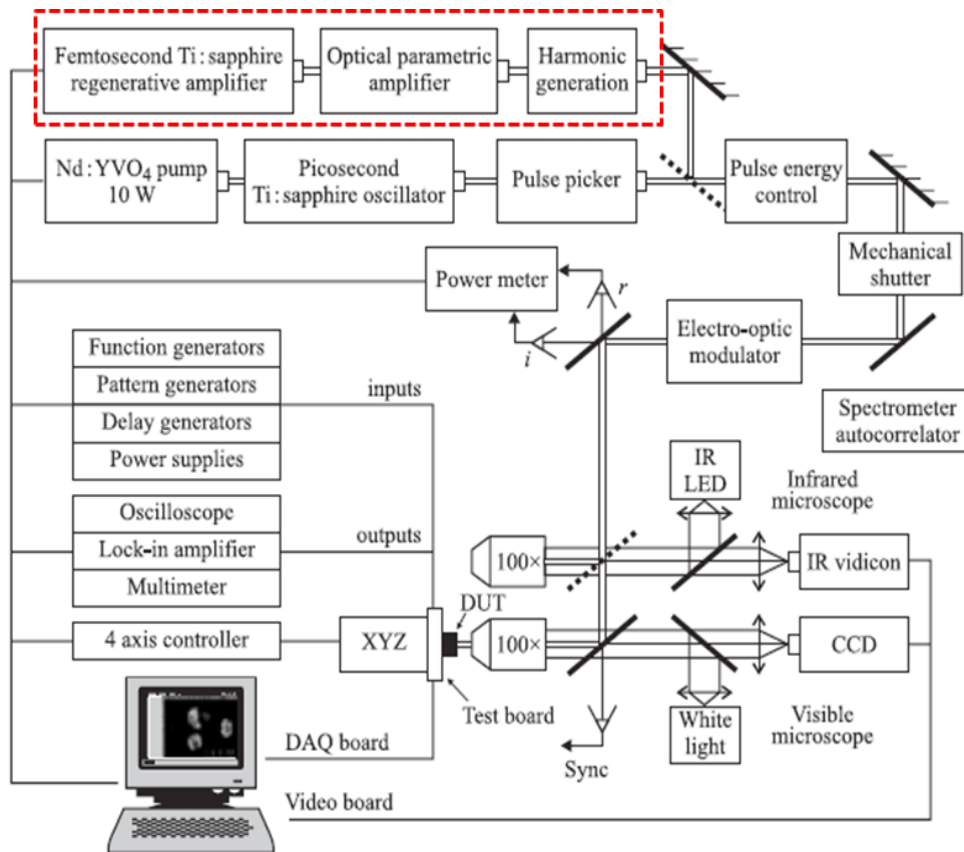 Femtosecond Ti : sapphire
regenerative amplifier
Optical parametric
amplifier
Harmonic
generation
Nd : YVO₄ pump
10 W
Picosecond
Ti : sapphire oscillator
Pulse picker
Pulse energy
control
Mechanical
shutter
Power meter
r
i
Electro-optic
modulator
Spectrometer
autocorrelator
Function generators
Pattern generators
Delay generators
Power supplies
inputs
IR
LED
Infrared
microscope
Oscilloscope
Lock-in amplifier
Multimeter
outputs
100×
IR vidicon
DUT
4 axis controller
XYZ
100×
CCD
Test board
White
light
Visible
microscope
DAQ board
Sync
Video board